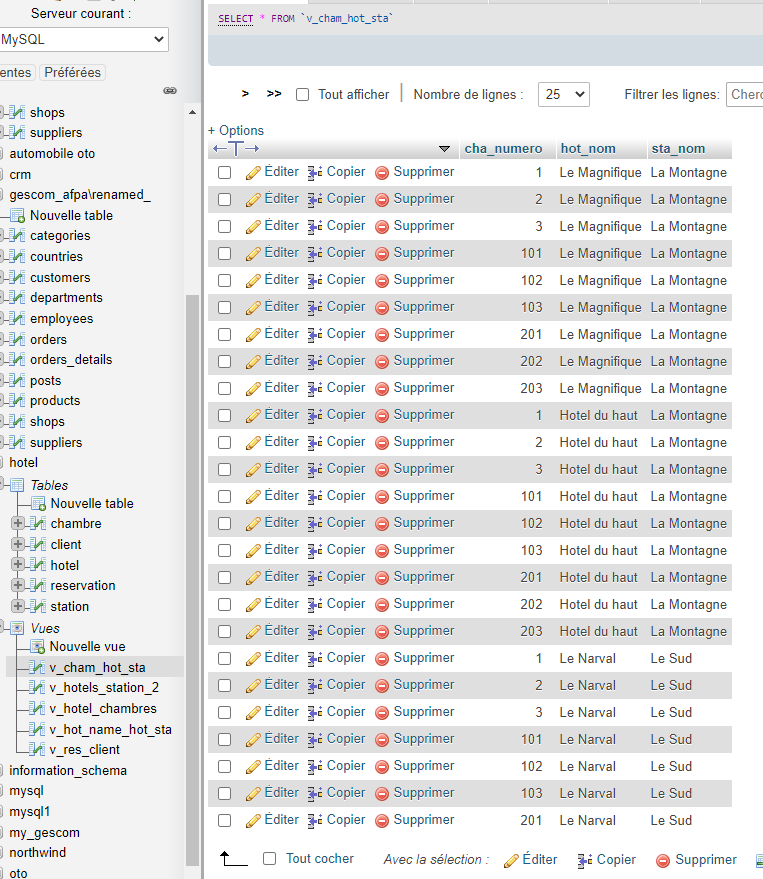 Serveur courant :
MySQL
entes Préférées
shops
suppliers
automobile oto
crm
gescom_afpa\renamed_
Nouvelle table
categories
countries
customers
departments
employees
orders
orders_details
posts
products
shops
suppliers
hotel
Tables
Nouvelle table
chambre
client
hotel
reservation
station
Vues
Nouvelle vue
v_cham_hot_sta
v_hotels_station_2
v_hotel_chambres
v_hot_name_hot_sta
v_res_client
information_schema
mysql
mysql1
my_gescom
northwind
oto
SELECT * FROM `v_cham_hot_sta`
> >> Tout afficher | Nombre de lignes : 25 Filtrer les lignes: Cherc
+ Options
←T→ cha_numero hot_nom sta_nom
Éditer Copier Supprimer 1 Le Magnifique La Montagne
Éditer Copier Supprimer 2 Le Magnifique La Montagne
Éditer Copier Supprimer 3 Le Magnifique La Montagne
Éditer Copier Supprimer 101 Le Magnifique La Montagne
Éditer Copier Supprimer 102 Le Magnifique La Montagne
Éditer Copier Supprimer 103 Le Magnifique La Montagne
Éditer Copier Supprimer 201 Le Magnifique La Montagne
Éditer Copier Supprimer 202 Le Magnifique La Montagne
Éditer Copier Supprimer 203 Le Magnifique La Montagne
Éditer Copier Supprimer 1 Hotel du haut La Montagne
Éditer Copier Supprimer 2 Hotel du haut La Montagne
Éditer Copier Supprimer 3 Hotel du haut La Montagne
Éditer Copier Supprimer 101 Hotel du haut La Montagne
Éditer Copier Supprimer 102 Hotel du haut La Montagne
Éditer Copier Supprimer 103 Hotel du haut La Montagne
Éditer Copier Supprimer 201 Hotel du haut La Montagne
Éditer Copier Supprimer 202 Hotel du haut La Montagne
Éditer Copier Supprimer 203 Hotel du haut La Montagne
Éditer Copier Supprimer 1 Le Narval Le Sud
Éditer Copier Supprimer 2 Le Narval Le Sud
Éditer Copier Supprimer 3 Le Narval Le Sud
Éditer Copier Supprimer 101 Le Narval Le Sud
Éditer Copier Supprimer 102 Le Narval Le Sud
Éditer Copier Supprimer 103 Le Narval Le Sud
Éditer Copier Supprimer 201 Le Narval Le Sud
Tout cocher Avec la sélection : Éditer Copier Supprimer